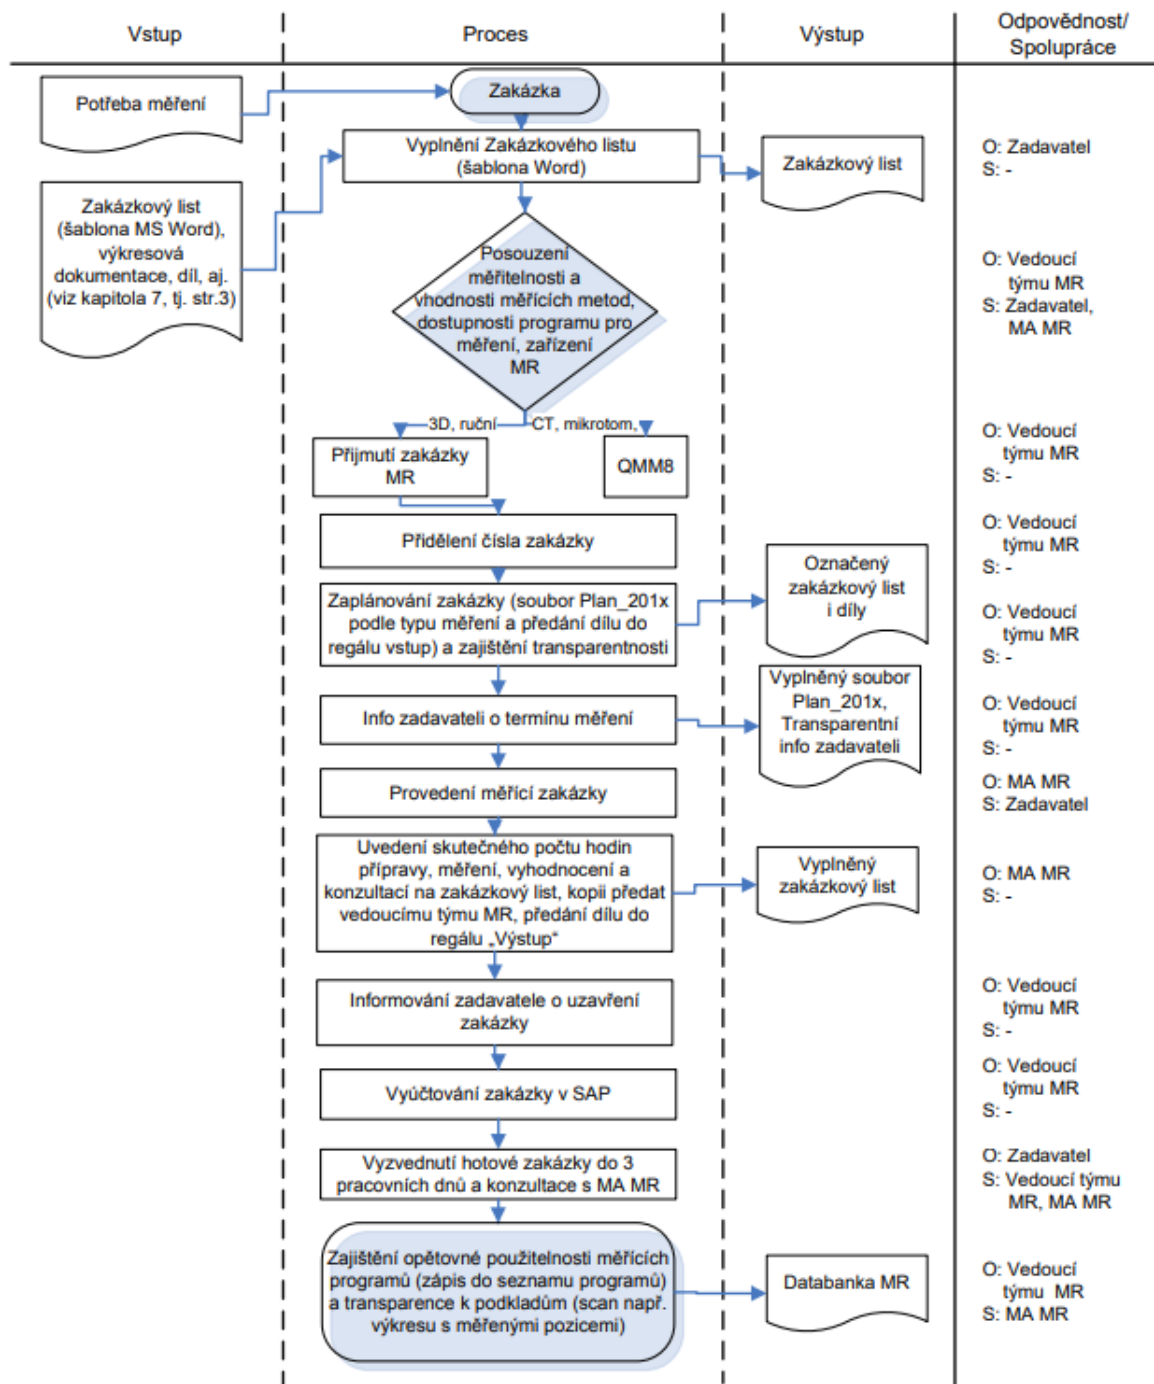 Vstup
Proces
Výstup
Odpovědnost/
Spolupráce
Potřeba měření
Zakázka
Vyplnění Zakázkového listu
(šablona Word)
Zakázkový list
O: Zadavatel
S: -
Zakázkový list
(šablona MS Word),
výkresová
dokumentace, díl, aj.
(viz kapitola 7, tj. str.3)
Posouzení
měřitelnosti a
vhodnosti měřících metod,
dostupnosti programu pro
měření, zařízení
MR
O: Vedoucí
týmu MR
S: Zadavatel,
MA MR
3D, ruční
CT, mikrotom,
Přijmutí zakázky
MR
QMM8
O: Vedoucí
týmu MR
S: -
Přidělení čísla zakázky
O: Vedoucí
týmu MR
S: -
Zaplánování zakázky (soubor Plan_201x
podle typu měření a předání dílu do
regálu vstup) a zajištění transparentnosti
Označený
zakázkový list
i díly
O: Vedoucí
týmu MR
S: -
Info zadavateli o termínu měření
Vyplněný soubor
Plan_201x,
Transparentní
info zadavateli
O: Vedoucí
týmu MR
S: -
Provedení měřící zakázky
O: MA MR
S: Zadavatel
Uvedení skutečného počtu hodin
přípravy, měření, vyhodnocení a
konzultací na zakázkový list, kopii předat
vedoucímu týmu MR, předání dílu do
regálu „Výstup“
Vyplněný
zakázkový list
O: MA MR
S: -
Informování zadavatele o uzavření
zakázky
O: Vedoucí
týmu MR
S: -
Vyúčtování zakázky v SAP
O: Vedoucí
týmu MR
S: -
Vyzvednutí hotové zakázky do 3
pracovních dnů a konzultace s MA MR
O: Zadavatel
S: Vedoucí týmu
MR, MA MR
Zajištění opětovné použitelnosti měřících
programů (zápis do seznamu programů)
a transparence k podkladům (scan např.
výkresu s měřenými pozicemi)
Databanka MR
O: Vedoucí
týmu MR
S: MA MR